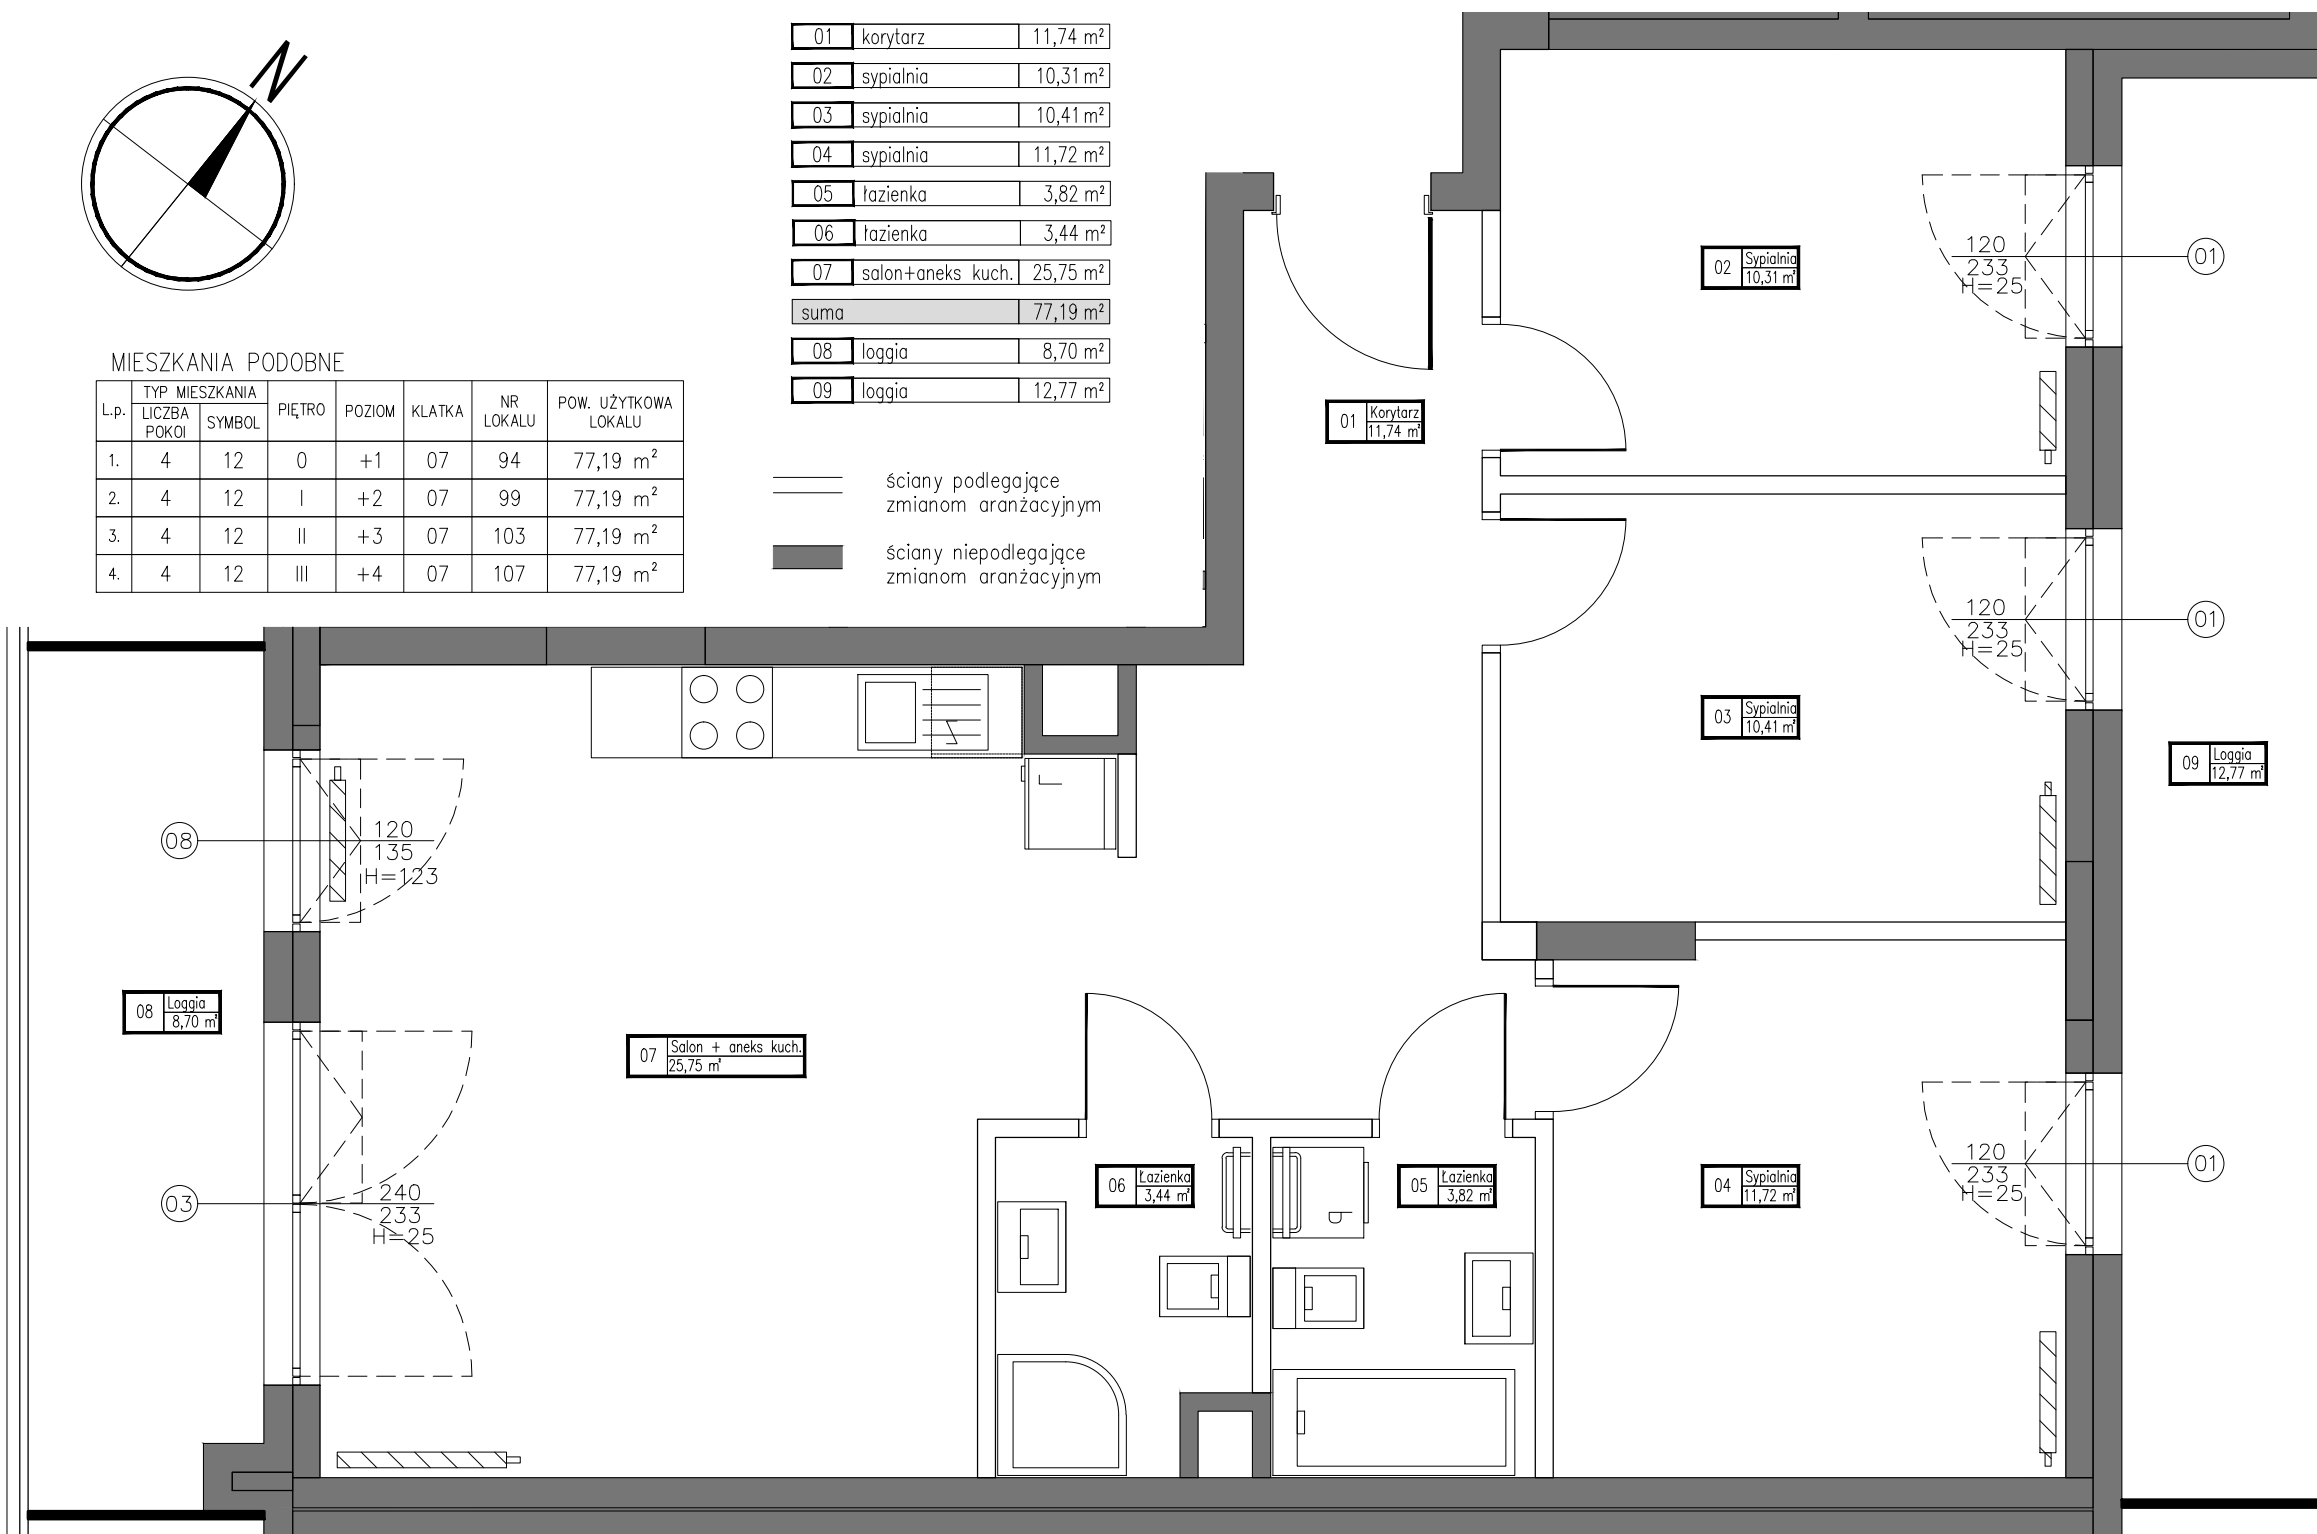 N
01 korytarz 11,74 m²
02 sypialnia 10,31 m²
03 sypialnia 10,41 m²
04 sypialnia 11,72 m²
05 łazienka 3,82 m²
06 łazienka 3,44 m²
07 salon+aneks kuch. 25,75 m²
suma 77,19 m²
08 loggia 8,70 m²
09 loggia 12,77 m²
MIESZKANIA PODOBNE
L.p. TYP MIESZKANIA PIĘTRO POZIOM KLATKA NR LOKALU POW. UŻYTKOWA LOKALU
LICZBA POKOI SYMBOL
1. 4 12 0 +1 07 94 77,19 m²
2. 4 12 I +2 07 99 77,19 m²
3. 4 12 II +3 07 103 77,19 m²
4. 4 12 III +4 07 107 77,19 m²
ściany podlegające
zmianom aranżacyjnym
ściany niepodlegające
zmianom aranżacyjnym
02 Sypialnia
10,31 m²
120
233
H=25
01
01 Korytarz
11,74 m²
120
233
H=25
01
03 Sypialnia
10,41 m²
09 Loggia
12,77 m²
L
08
120
135
H=123
08 Loggia
8,70 m²
07 Salon + aneks kuch.
25,75 m²
03
240
233
H=25
06 Łazienka
3,44 m²
P
05 Łazienka
3,82 m²
04 Sypialnia
11,72 m²
120
233
H=25
01